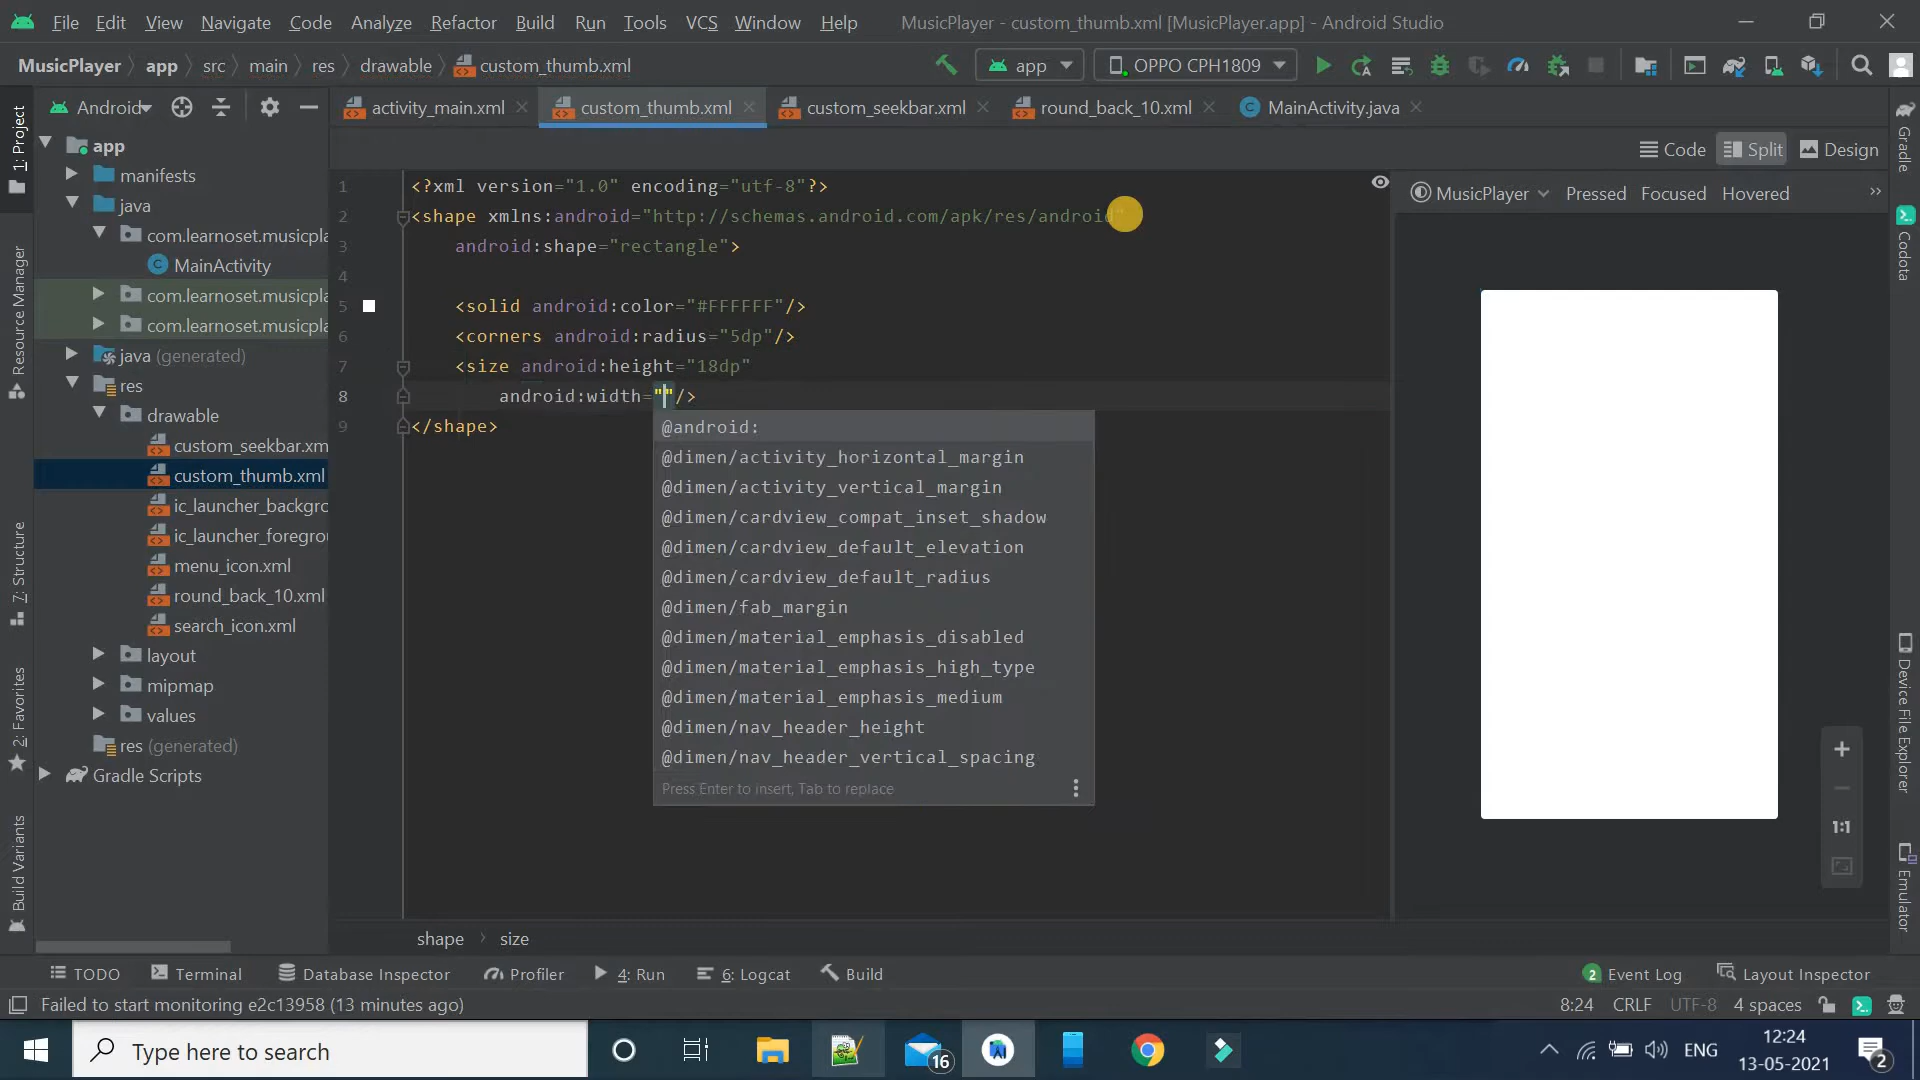 File Edit View Navigate Code Analyze Refactor Build Run Tools VCS Window Help MusicPlayer - custom_thumb.xml [MusicPlayer.app] - Android Studio
MusicPlayer app src main res drawable custom_thumb.xml app OPPO CPH1809
Android activity_main.xml custom_thumb.xml custom_seekbar.xml round_back_10.xml MainActivity.java
Code Split Design
MusicPlayer Pressed Focused Hovered »
1: Project
Resource Manager
7: Structure
2: Favorites
Build Variants
app
manifests
java
com.learnoset.musicpla
MainActivity
com.learnoset.musicpla
com.learnoset.musicpla
java (generated)
res
drawable
custom_seekbar.xm
custom_thumb.xml
ic_launcher_backgro
ic_launcher_foregrou
menu_icon.xml
round_back_10.xml
search_icon.xml
layout
mipmap
values
res (generated)
Gradle Scripts
1 <?xml version="1.0" encoding="utf-8"?>
2 <shape xmlns:android="http://schemas.android.com/apk/res/android"
3 android:shape="rectangle">
4
5 <solid android:color="#FFFFFF"/>
6 <corners android:radius="5dp"/>
7 <size android:height="18dp"
8 android:width=""/>
9 </shape>
@android:
@dimen/activity_horizontal_margin
@dimen/activity_vertical_margin
@dimen/cardview_compat_inset_shadow
@dimen/cardview_default_elevation
@dimen/cardview_default_radius
@dimen/fab_margin
@dimen/material_emphasis_disabled
@dimen/material_emphasis_high_type
@dimen/material_emphasis_medium
@dimen/nav_header_height
@dimen/nav_header_vertical_spacing
Press Enter to insert, Tab to replace
1:1
Gradle
Codota
Device File Explorer
Emulator
shape size
TODO Terminal Database Inspector Profiler 4: Run 6: Logcat Build 2 Event Log Layout Inspector
Failed to start monitoring e2c13958 (13 minutes ago) 8:24 CRLF UTF-8 4 spaces
Type here to search 16 ENG 12:24
13-05-2021 2